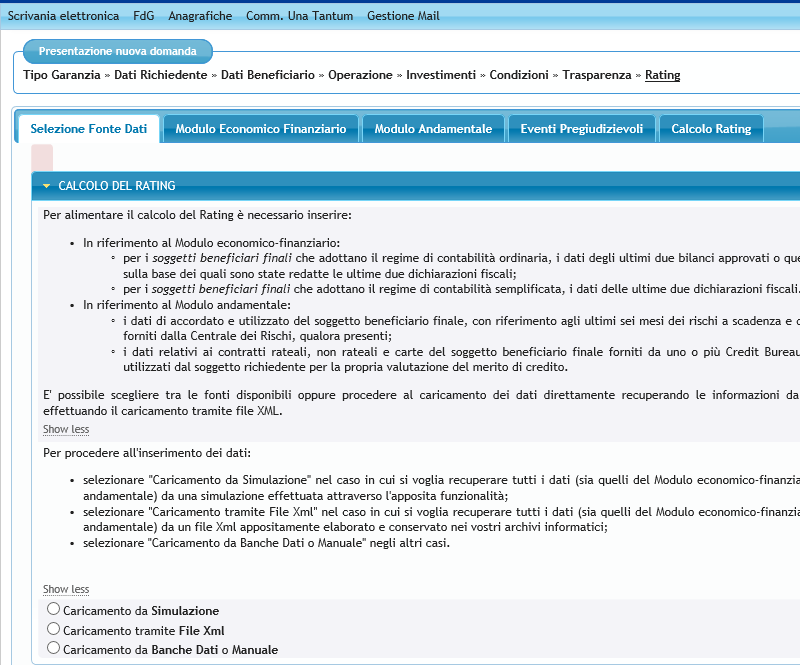 Scrivania elettronica FdG Anagrafiche Comm. Una Tantum Gestione Mail
Presentazione nuova domanda
Tipo Garanzia » Dati Richiedente » Dati Beneficiario » Operazione » Investimenti » Condizioni » Trasparenza » Rating
Selezione Fonte Dati Modulo Economico Finanziario Modulo Andamentale Eventi Pregiudizievoli Calcolo Rating
CALCOLO DEL RATING
Per alimentare il calcolo del Rating è necessario inserire:
• In riferimento al Modulo economico-finanziario:
◦ per i soggetti beneficiari finali che adottano il regime di contabilità ordinaria, i dati degli ultimi due bilanci approvati o
sulla base dei quali sono state redatte le ultime due dichiarazioni fiscali;
◦ per i soggetti beneficiari finali che adottano il regime di contabilità semplificata, i dati delle ultime due dichiarazioni fiscali.
• In riferimento al Modulo andamentale:
◦ i dati di accordato e utilizzato del soggetto beneficiario finale, con riferimento agli ultimi sei mesi dei rischi a scadenza e
forniti dalla Centrale dei Rischi, qualora presenti;
◦ i dati relativi ai contratti rateali, non rateali e carte del soggetto beneficiario finale forniti da uno o più Credit Bureau
utilizzati dal soggetto richiedente per la propria valutazione del merito di credito.
E' possibile scegliere tra le fonti disponibili oppure procedere al caricamento dei dati direttamente recuperando le informazioni da
effettuando il caricamento tramite file XML.
Show less
Per procedere all'inserimento dei dati:
• selezionare "Caricamento da Simulazione" nel caso in cui si voglia recuperare tutti i dati (sia quelli del Modulo economico-finanzia
andamentale) da una simulazione effettuata attraverso l'apposita funzionalità;
• selezionare "Caricamento tramite File Xml" nel caso in cui si voglia recuperare tutti i dati (sia quelli del Modulo economico-finanzia
andamentale) da un file Xml appositamente elaborato e conservato nei vostri archivi informatici;
• selezionare "Caricamento da Banche Dati o Manuale" negli altri casi.
Show less
Caricamento da Simulazione
Caricamento tramite File Xml
Caricamento da Banche Dati o Manuale